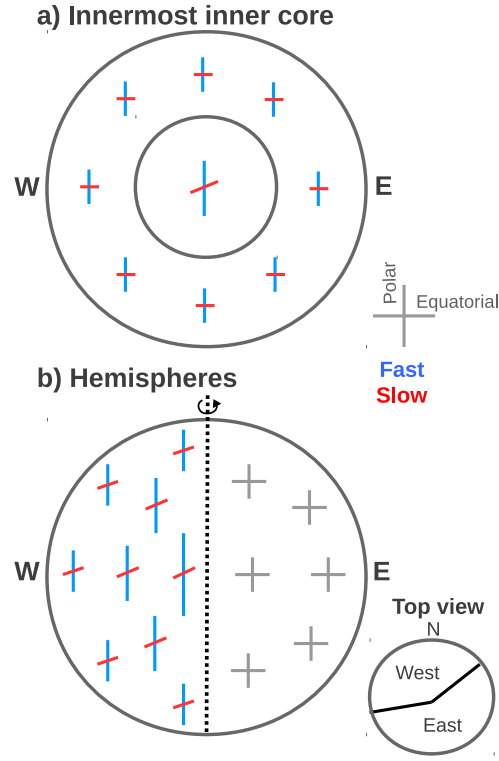 a) Innermost inner core
W
E
Polar
Equatorial
Fast
Slow
b) Hemispheres
W
E
Top view
N
West
East